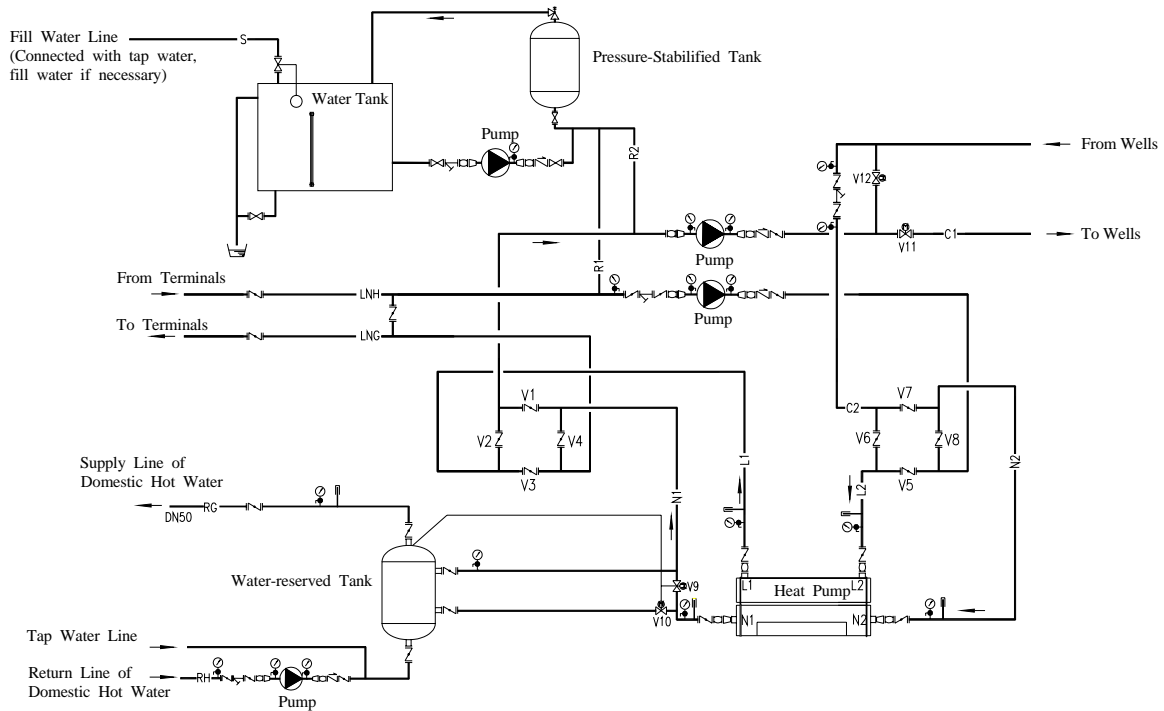 Fill Water Line
(Connected with tap water,
fill water if necessary)
S
Water Tank
Pressure-Stabilified Tank
Pump
R2
From Wells
V12
To Wells
V11
C1
Pump
R1
From Terminals
LNH
Pump
To Terminals
LNG
V1
V2
V4
V3
V7
C2
V6
V8
V5
N2
L1
L2
Supply Line of
Domestic Hot Water
RG
DN50
N1
Water-reserved Tank
V9
V10
L1
Heat Pump
L2
N1
N2
Tap Water Line
Return Line of
Domestic Hot Water
RH
Pump